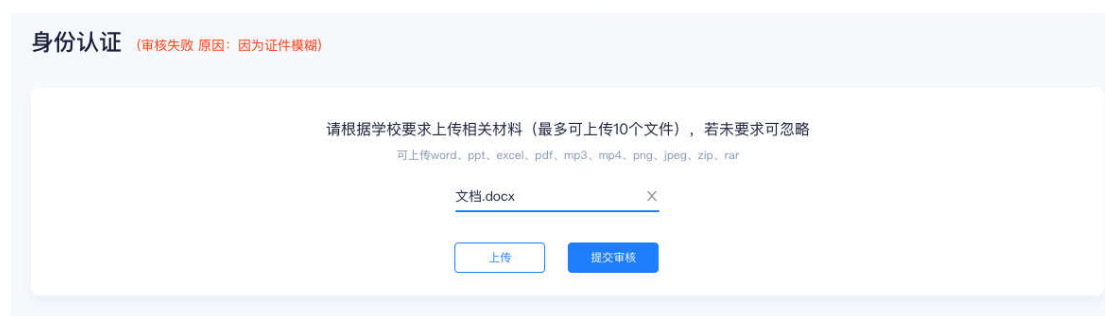 身份认证 (审核失败 原因：因为证件模糊)
请根据学校要求上传相关材料（最多可上传10个文件），若未要求可忽略
可上传word、ppt、excel、pdf、mp3、mp4、png、jpeg、zip、rar
文档.docx X
上传 提交审核